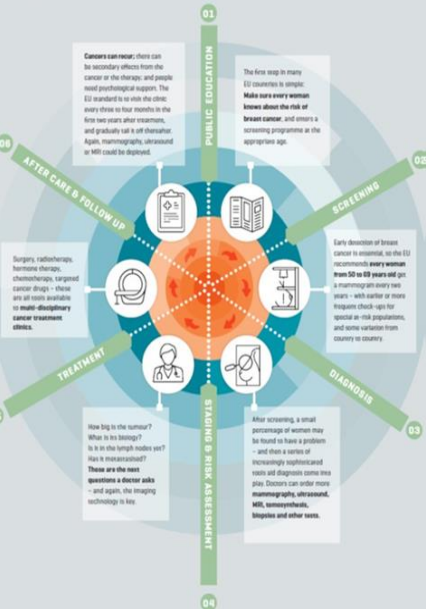 01
PUBLIC EDUCATION
The first step in many
EU countries is simple:
Make sure every woman
knows about the risk of
breast cancer, and enters a
screening programme at the
appropriate age.
02
SCREENING
Early detection of breast
cancer is essential, so the EU
recommends every woman
from 50 to 69 years old get
a mammogram every two
years – with earlier or more
frequent check-ups for
special at-risk populations,
and some variation from
country to country.
03
DIAGNOSIS
After screening, a small
percentage of women may
be found to have a problem
– and then a series of
increasingly sophisticated
tools aid diagnosis come into
play. Doctors can order more
mammography, ultrasound,
MRI, tomosynthesis,
biopsies and other tests.
04
STAGING & RISK ASSESSMENT
How big is the tumour?
What is its biology?
Is it in the lymph nodes yet?
Has it metastasised?
These are the next
questions a doctor asks
– and again, the imaging
technology is key.
TREATMENT
Surgery, radiotherapy,
hormone therapy,
chemotherapy, targeted
cancer drugs – these
are all tools available
to multi-disciplinary
cancer treatment
clinics.
06
AFTER CARE & FOLLOW UP
Cancers can recur; there can
be secondary effects from the
cancer or the therapy; and people
need psychological support. The
EU standard is to visit the clinic
every three to four months in the
first two years after treatment,
and gradually tail it off thereafter.
Again, mammography, ultrasound
or MRI could be deployed.